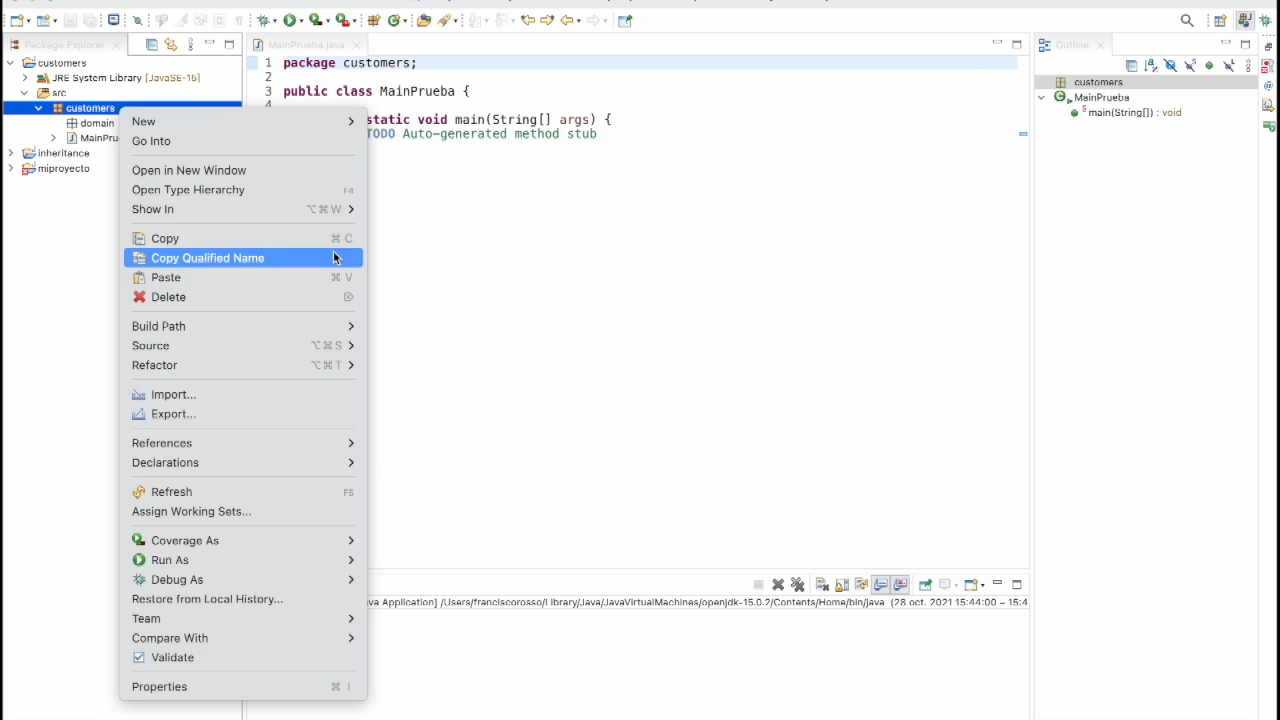 Package Explorer
customers
JRE System Library [JavaSE-15]
src
customers
domain
MainPru
inheritance
miproyecto
New
Go Into
Open in New Window
Open Type Hierarchy F4
Show In ⌥⌘W
Copy ⌘C
Copy Qualified Name
Paste ⌘V
Delete ⌦
Build Path
Source ⌥⌘S
Refactor ⌥⌘T
Import...
Export...
References
Declarations
Refresh F5
Assign Working Sets...
Coverage As
Run As
Debug As
Restore from Local History...
Team
Compare With
Validate
Properties ⌘I
MainPrueba.java
1 package customers;
2
3 public class MainPrueba {
4
static void main(String[] args) {
TODO Auto-generated method stub
va Application] /Users/franciscorosso/Library/Java/JavaVirtualMachines/openjdk-15.0.2/Contents/Home/bin/java (28 oct. 2021 15:44:00 – 15:4
Outline
customers
MainPrueba
main(String[]) : void